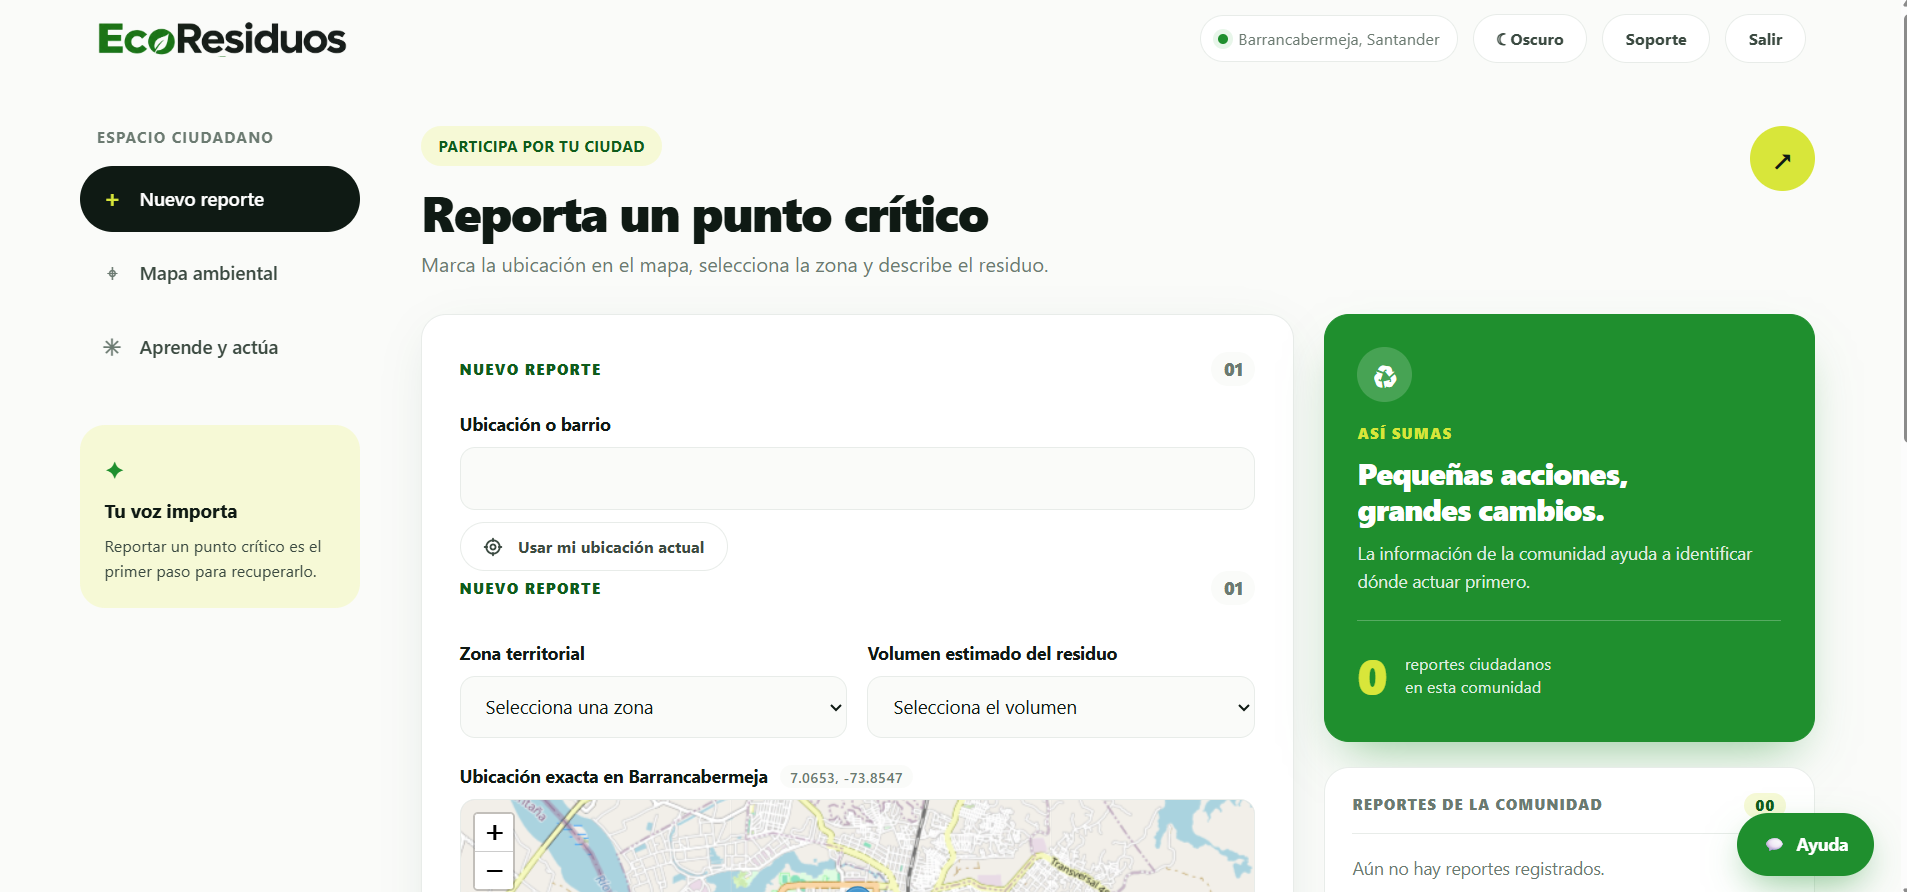 EcoResiduos
Barrancabermeja, Santander
☾ Oscuro
Soporte
Salir
ESPACIO CIUDADANO
+ Nuevo reporte
⌖ Mapa ambiental
✳ Aprende y actúa
✦
Tu voz importa
Reportar un punto crítico es el
primer paso para recuperarlo.
PARTICIPA POR TU CIUDAD
↗
Reporta un punto crítico
Marca la ubicación en el mapa, selecciona la zona y describe el residuo.
NUEVO REPORTE 01
Ubicación o barrio
Usar mi ubicación actual
NUEVO REPORTE 01
Zona territorial
Selecciona una zona
Volumen estimado del residuo
Selecciona el volumen
Ubicación exacta en Barrancabermeja 7.0653, -73.8547
+
−
Transversal 4
♻
ASÍ SUMAS
Pequeñas acciones,
grandes cambios.
La información de la comunidad ayuda a identificar
dónde actuar primero.
0
reportes ciudadanos
en esta comunidad
REPORTES DE LA COMUNIDAD 00
Aún no hay reportes registrados.
Ayuda